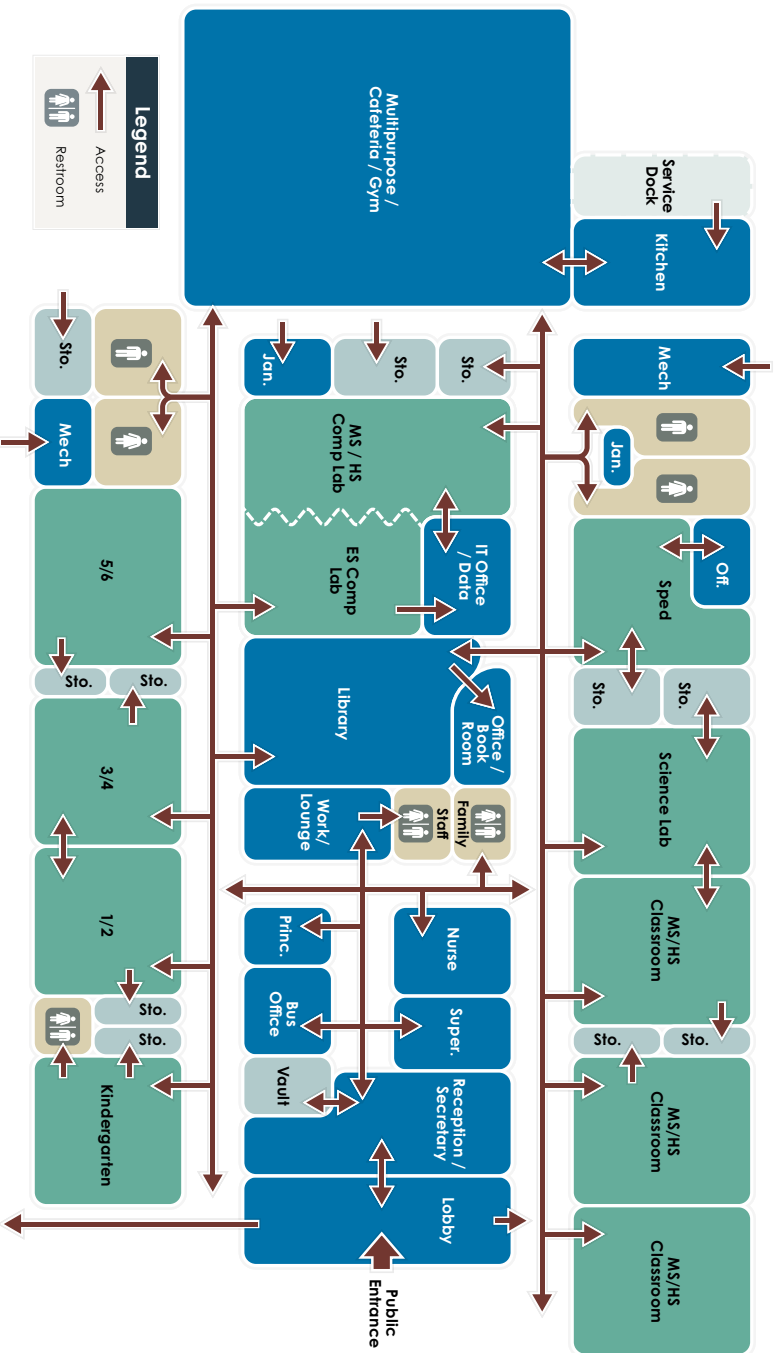 Multipurpose /
Cafeteria / Gym
Service
Dock
Kitchen
Legend
Access
Restroom
Mech
Jan.
Off.
Sped
Sto.
Sto.
Science Lab
MS/HS
Classroom
Sto.
Sto.
MS/HS
Classroom
MS/HS
Classroom
Jan.
Sto.
Sto.
MS / HS
Comp Lab
ES Comp
Lab
IT Office
/ Data
Library
Office /
Book
Room
Work/
Lounge
Staff
Family
Princ.
Nurse
Bus
Office
Super.
Vault
Reception /
Secretary
Lobby
Public
Entrance
Sto.
Mech
5/6
Sto.
Sto.
3/4
1/2
Sto.
Sto.
Kindergarten